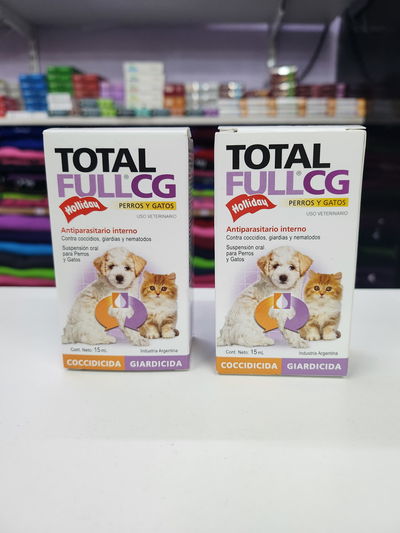 TOTAL
FULL®CG
Holliday
PERROS Y GATOS
USO VETERINARIO
Antiparasitario interno
Contra coccidios, giardias y nematodos
Suspensión oral
para Perros
y Gatos
Cont. Neto: 15 mL
Industria Argentina
COCCIDICIDA GIARDICIDA
TOTAL
FULL®CG
Holliday
PERROS Y GATOS
USO VETERINARIO
Antiparasitario interno
Contra coccidios, giardias y nematodos
Suspensión oral
para Perros
y Gatos
Cont. Neto: 15 mL
Industria Argentina
COCCIDICIDA GIARDICIDA